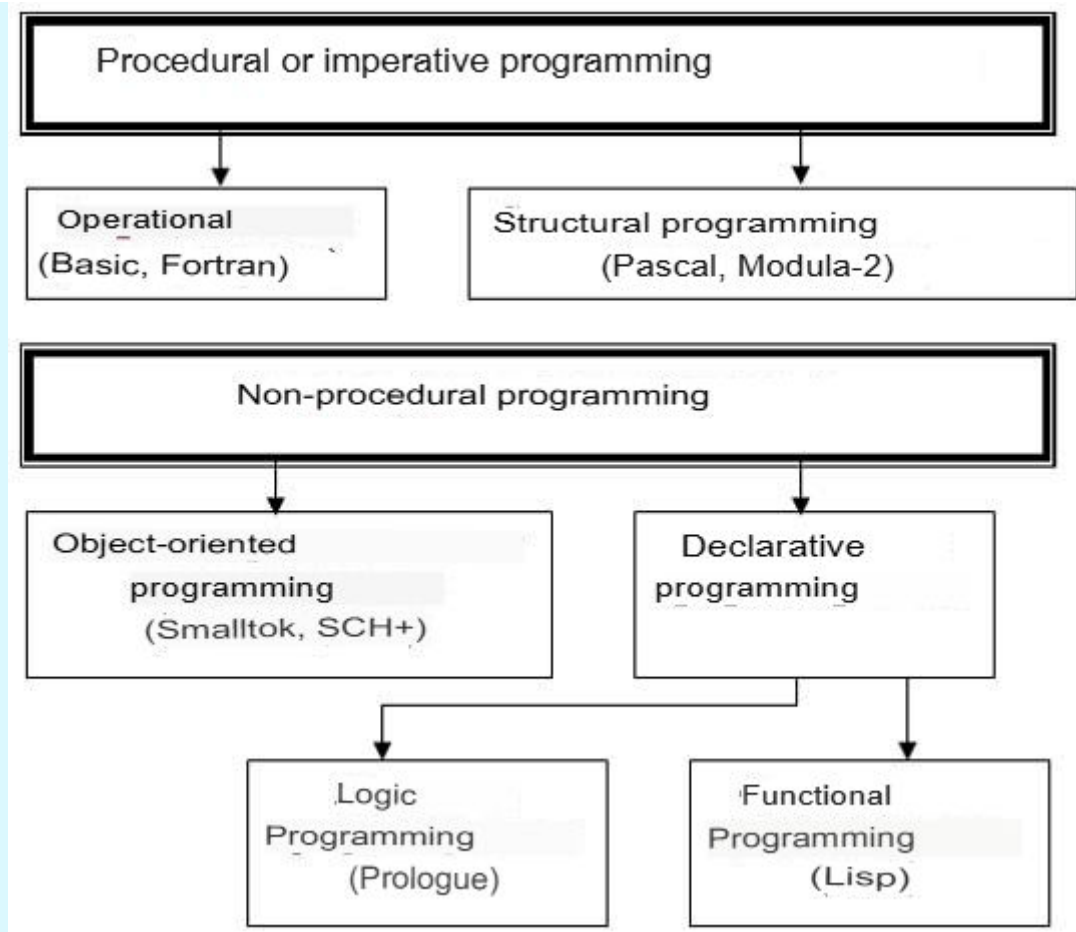 Procedural or imperative programming
Operational
(Basic, Fortran)
Structural programming
(Pascal, Modula-2)
Non-procedural programming
Object-oriented
programming
(Smalltok, SCH+)
Declarative
programming
Logic
Programming
(Prologue)
Functional
Programming
(Lisp)